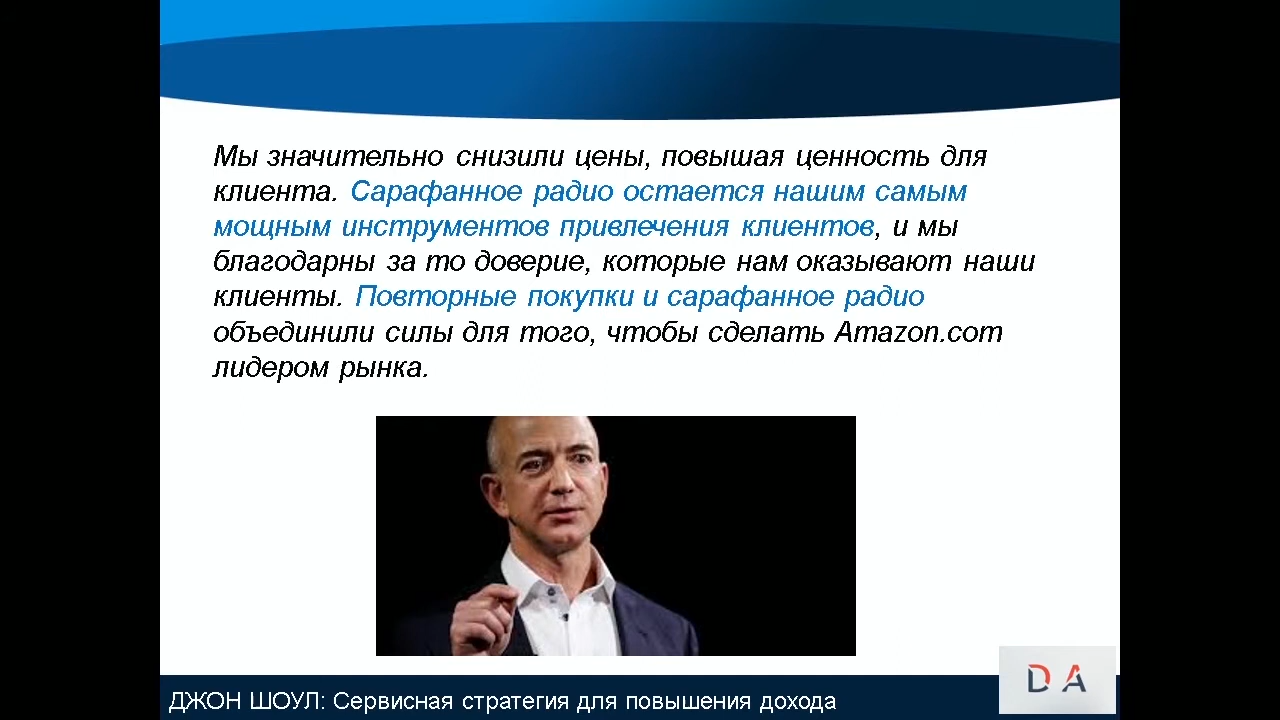 Мы значительно снизили цены, повышая ценность для
клиента. Сарафанное радио остается нашим самым
мощным инструментов привлечения клиентов, и мы
благодарны за то доверие, которые нам оказывают наши
клиенты. Повторные покупки и сарафанное радио
объединили силы для того, чтобы сделать Amazon.com
лидером рынка.
ДЖОН ШОУЛ: Сервисная стратегия для повышения дохода
DA